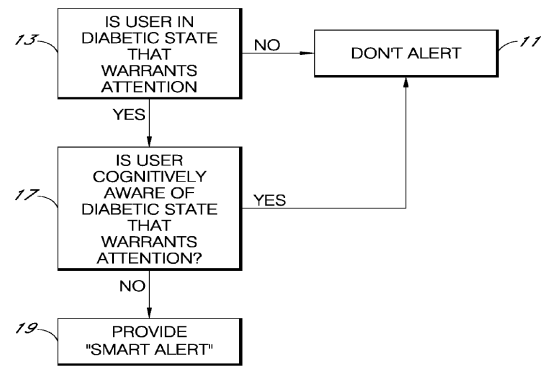 13
IS USER IN
DIABETIC STATE
THAT
WARRANTS
ATTENTION
NO
DON'T ALERT
11
YES
17
IS USER
COGNITIVELY
AWARE OF
DIABETIC STATE
THAT
WARRANTS
ATTENTION?
YES
NO
19
PROVIDE
"SMART ALERT"